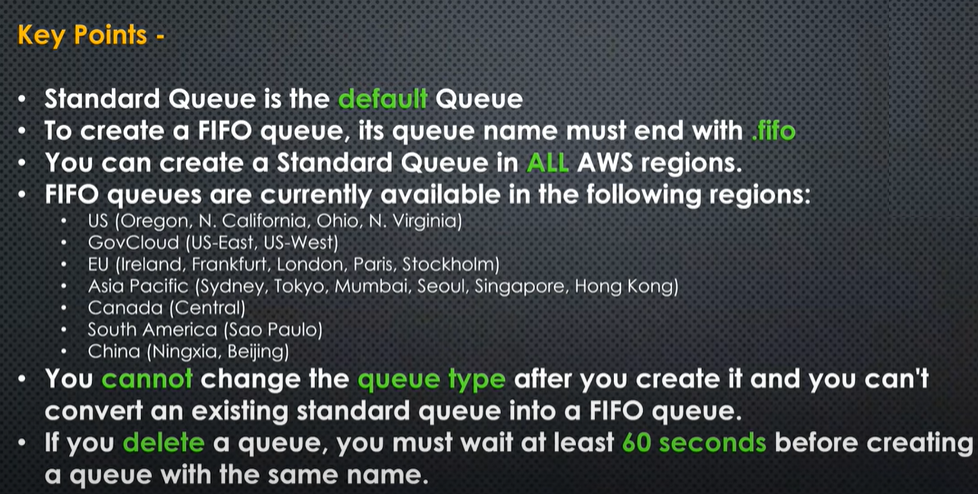 Key Points -
• Standard Queue is the default Queue
• To create a FIFO queue, its queue name must end with .fifo
• You can create a Standard Queue in ALL AWS regions.
• FIFO queues are currently available in the following regions:
• US (Oregon, N. California, Ohio, N. Virginia)
• GovCloud (US-East, US-West)
• EU (Ireland, Frankfurt, London, Paris, Stockholm)
• Asia Pacific (Sydney, Tokyo, Mumbai, Seoul, Singapore, Hong Kong)
• Canada (Central)
• South America (Sao Paulo)
• China (Ningxia, Beijing)
• You cannot change the queue type after you create it and you can't
convert an existing standard queue into a FIFO queue.
• If you delete a queue, you must wait at least 60 seconds before creating
a queue with the same name.